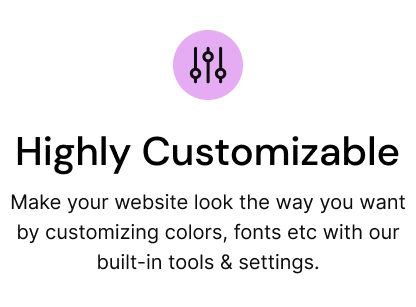 Highly Customizable
Make your website look the way you want
by customizing colors, fonts etc with our
built-in tools & settings.